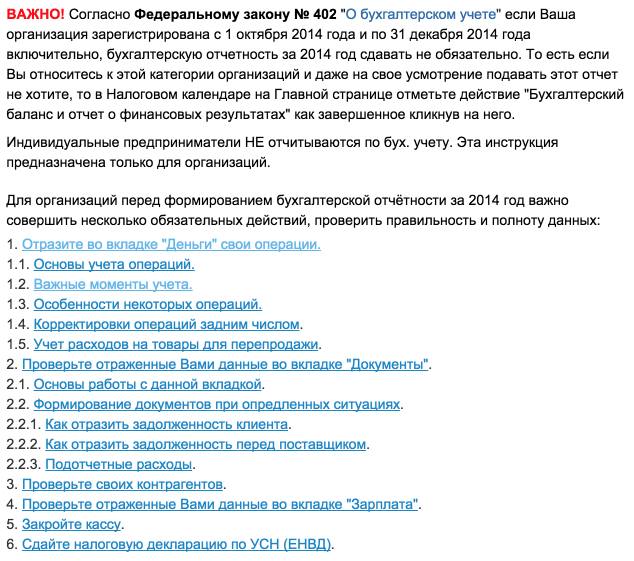 ВАЖНО! Согласно Федеральному закону № 402 "О бухгалтерском учете" если Ваша
организация зарегистрирована с 1 октября 2014 года и по 31 декабря 2014 года
включительно, бухгалтерскую отчетность за 2014 год сдавать не обязательно. То есть если
Вы относитесь к этой категории организаций и даже на свое усмотрение подавать этот отчет
не хотите, то в Налоговом календаре на Главной странице отметьте действие "Бухгалтерский
баланс и отчет о финансовых результатах" как завершенное кликнув на него.
Индивидуальные предприниматели НЕ отчитываются по бух. учету. Эта инструкция
предназначена только для организаций.
Для организаций перед формированием бухгалтерской отчётности за 2014 год важно
совершить несколько обязательных действий, проверить правильность и полноту данных:
1. Отразите во вкладке "Деньги" свои операции.
1.1. Основы учета операций.
1.2. Важные моменты учета.
1.3. Особенности некоторых операций.
1.4. Корректировки операций задним числом.
1.5. Учет расходов на товары для перепродажи.
2. Проверьте отраженные Вами данные во вкладке "Документы".
2.1. Основы работы с данной вкладкой.
2.2. Формирование документов при опредленных ситуациях.
2.2.1. Как отразить задолженность клиента.
2.2.2. Как отразить задолженность перед поставщиком.
2.2.3. Подотчетные расходы.
3. Проверьте своих контрагентов.
4. Проверьте отраженные Вами данные во вкладке "Зарплата".
5. Закройте кассу.
6. Сдайте налоговую декларацию по УСН (ЕНВД).